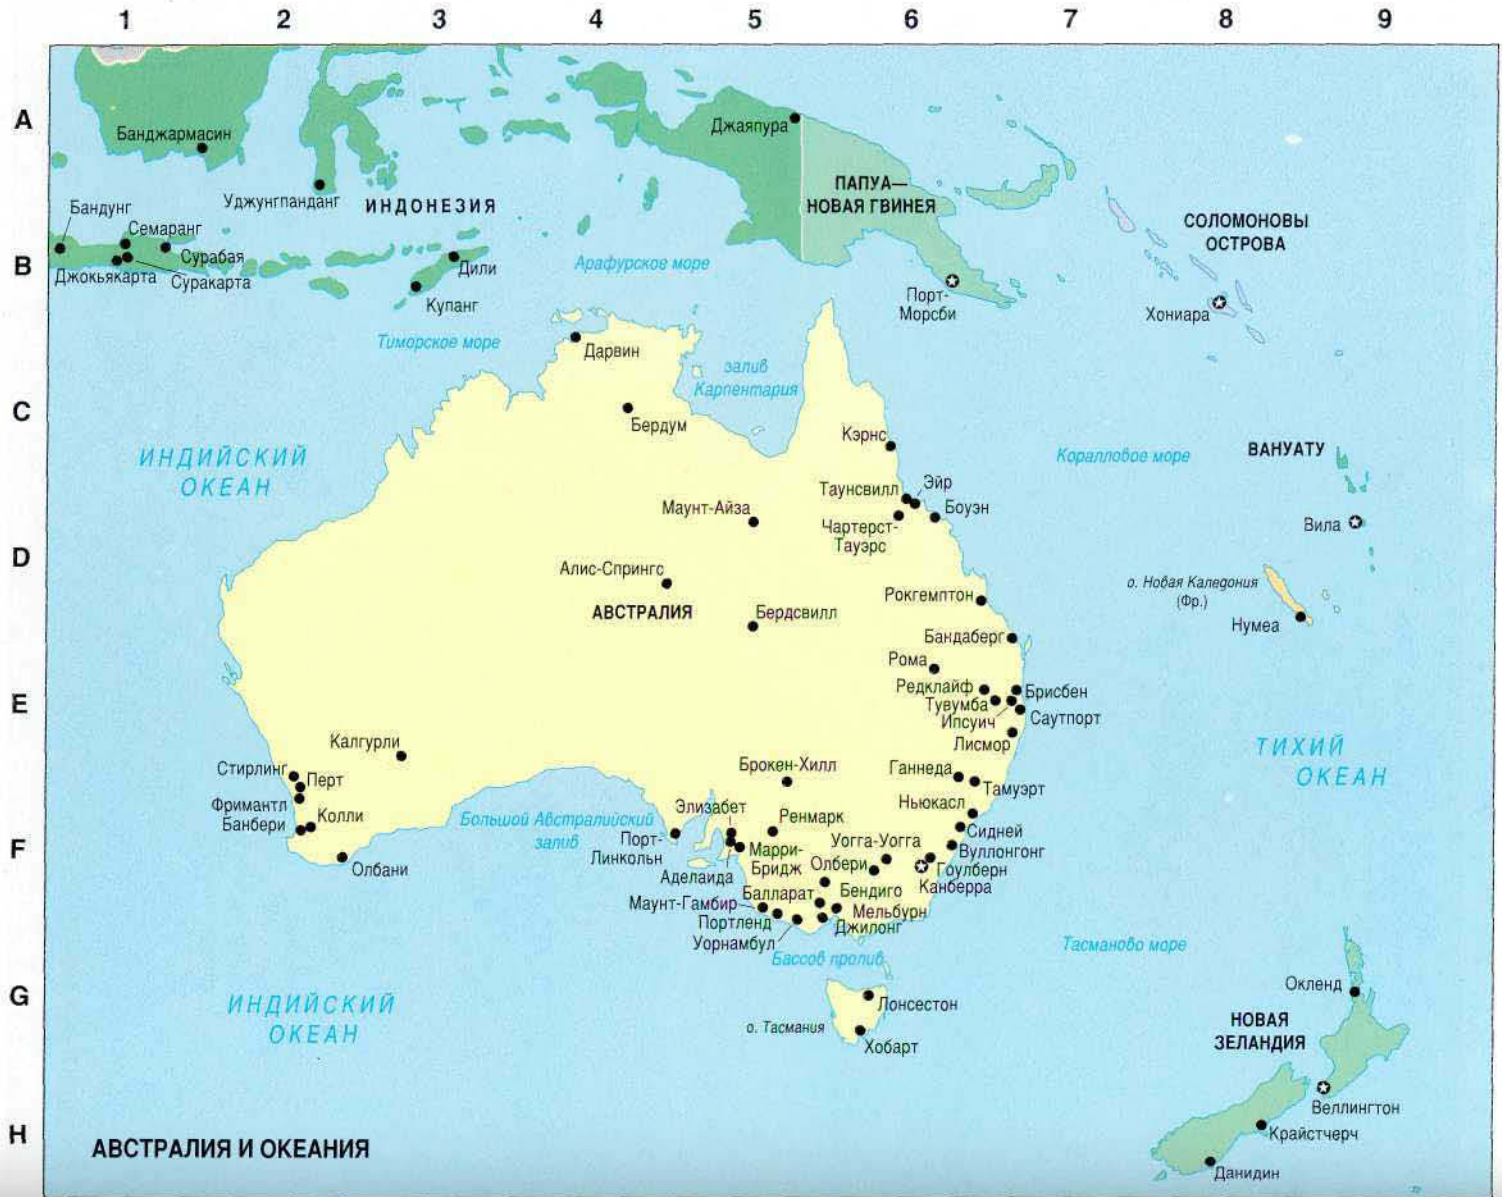 1 2 3 4 5 6 7 8 9
A
B
C
D
E
F
G
H
Банджармасин
Джаяпура
Уджунгпанданг
ИНДОНЕЗИЯ
ПАПУА—
НОВАЯ ГВИНЕЯ
Бандунг
Семаранг
Сурабая
Джокьякарта
Суракарта
Дили
Купанг
Арафурское море
Порт-
Морсби
СОЛОМОНОВЫ
ОСТРОВА
Хониара
Тиморское море
Дарвин
залив
Карпентария
Бердум
Кэрнс
ИНДИЙСКИЙ
ОКЕАН
Коралловое море
ВАНУАТУ
Вила
Маунт-Айза
Таунсвилл
Эйр
Боуэн
Чартерст-
Тауэрс
Алис-Спрингс
АВСТРАЛИЯ
Бердсвилл
Рокгемптон
о. Новая Каледония
(Фр.)
Нумеа
Бандаберг
Рома
Редклайф
Брисбен
Тувумба
Ипсуич
Саутпорт
Лисмор
Калгурли
Стирлинг
Перт
Фримантл
Банбери
Колли
Олбани
Брокен-Хилл
Ганнеда
Тамуэрт
ТИХИЙ
ОКЕАН
Большой Австралийский
залив
Элизабет
Ренмарк
Ньюкасл
Порт-
Линкольн
Марри-
Бридж
Уогга-Уогга
Сидней
Вуллонгонг
Олбери
Гоулберн
Канберра
Аделаида
Балларат
Бендиго
Маунт-Гамбир
Мельбурн
Портленд
Джилонг
Уорнамбул
Бассов пролив
Тасманово море
ИНДИЙСКИЙ
ОКЕАН
Лонсестон
о. Тасмания
Хобарт
Окленд
НОВАЯ
ЗЕЛАНДИЯ
Веллингтон
Крайстчерч
Данидин
АВСТРАЛИЯ И ОКЕАНИЯ